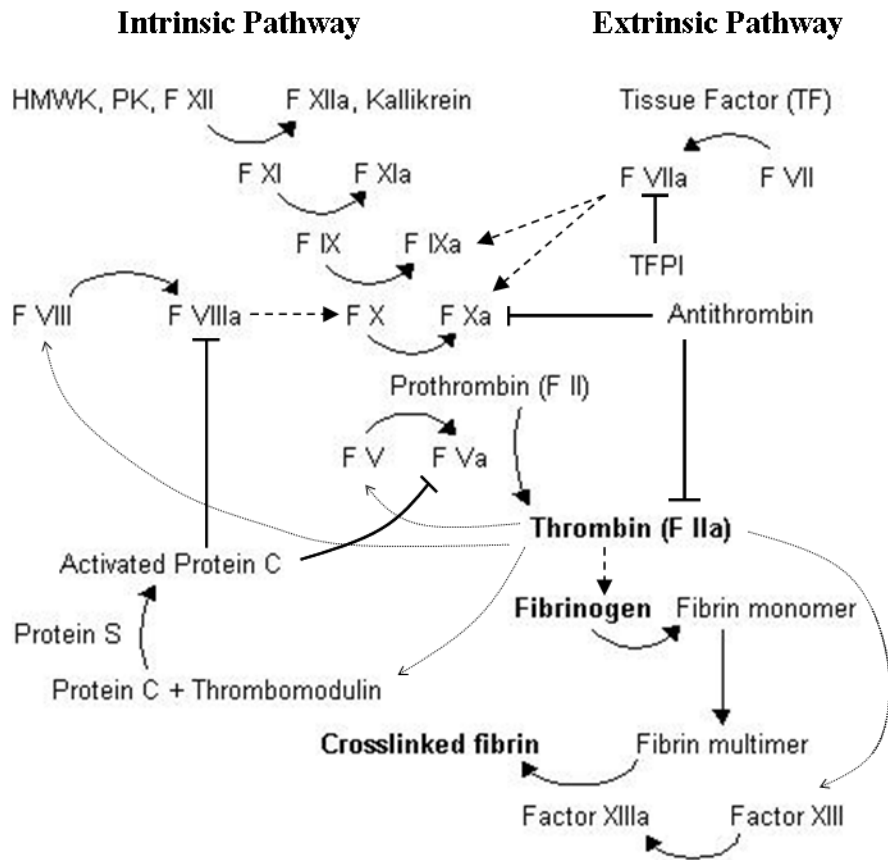 Intrinsic Pathway Extrinsic Pathway
HMWK, PK, F XII F XIIa, Kallikrein Tissue Factor (TF)
F XI F XIa F VIIa F VII
F IX F IXa
TFPI
F VIII F VIIIa F X F Xa Antithrombin
Prothrombin (F II)
F V F Va
Thrombin (F IIa)
Activated Protein C
Fibrinogen Fibrin monomer
Protein S
Protein C + Thrombomodulin
Crosslinked fibrin Fibrin multimer
Factor XIIIa Factor XIII